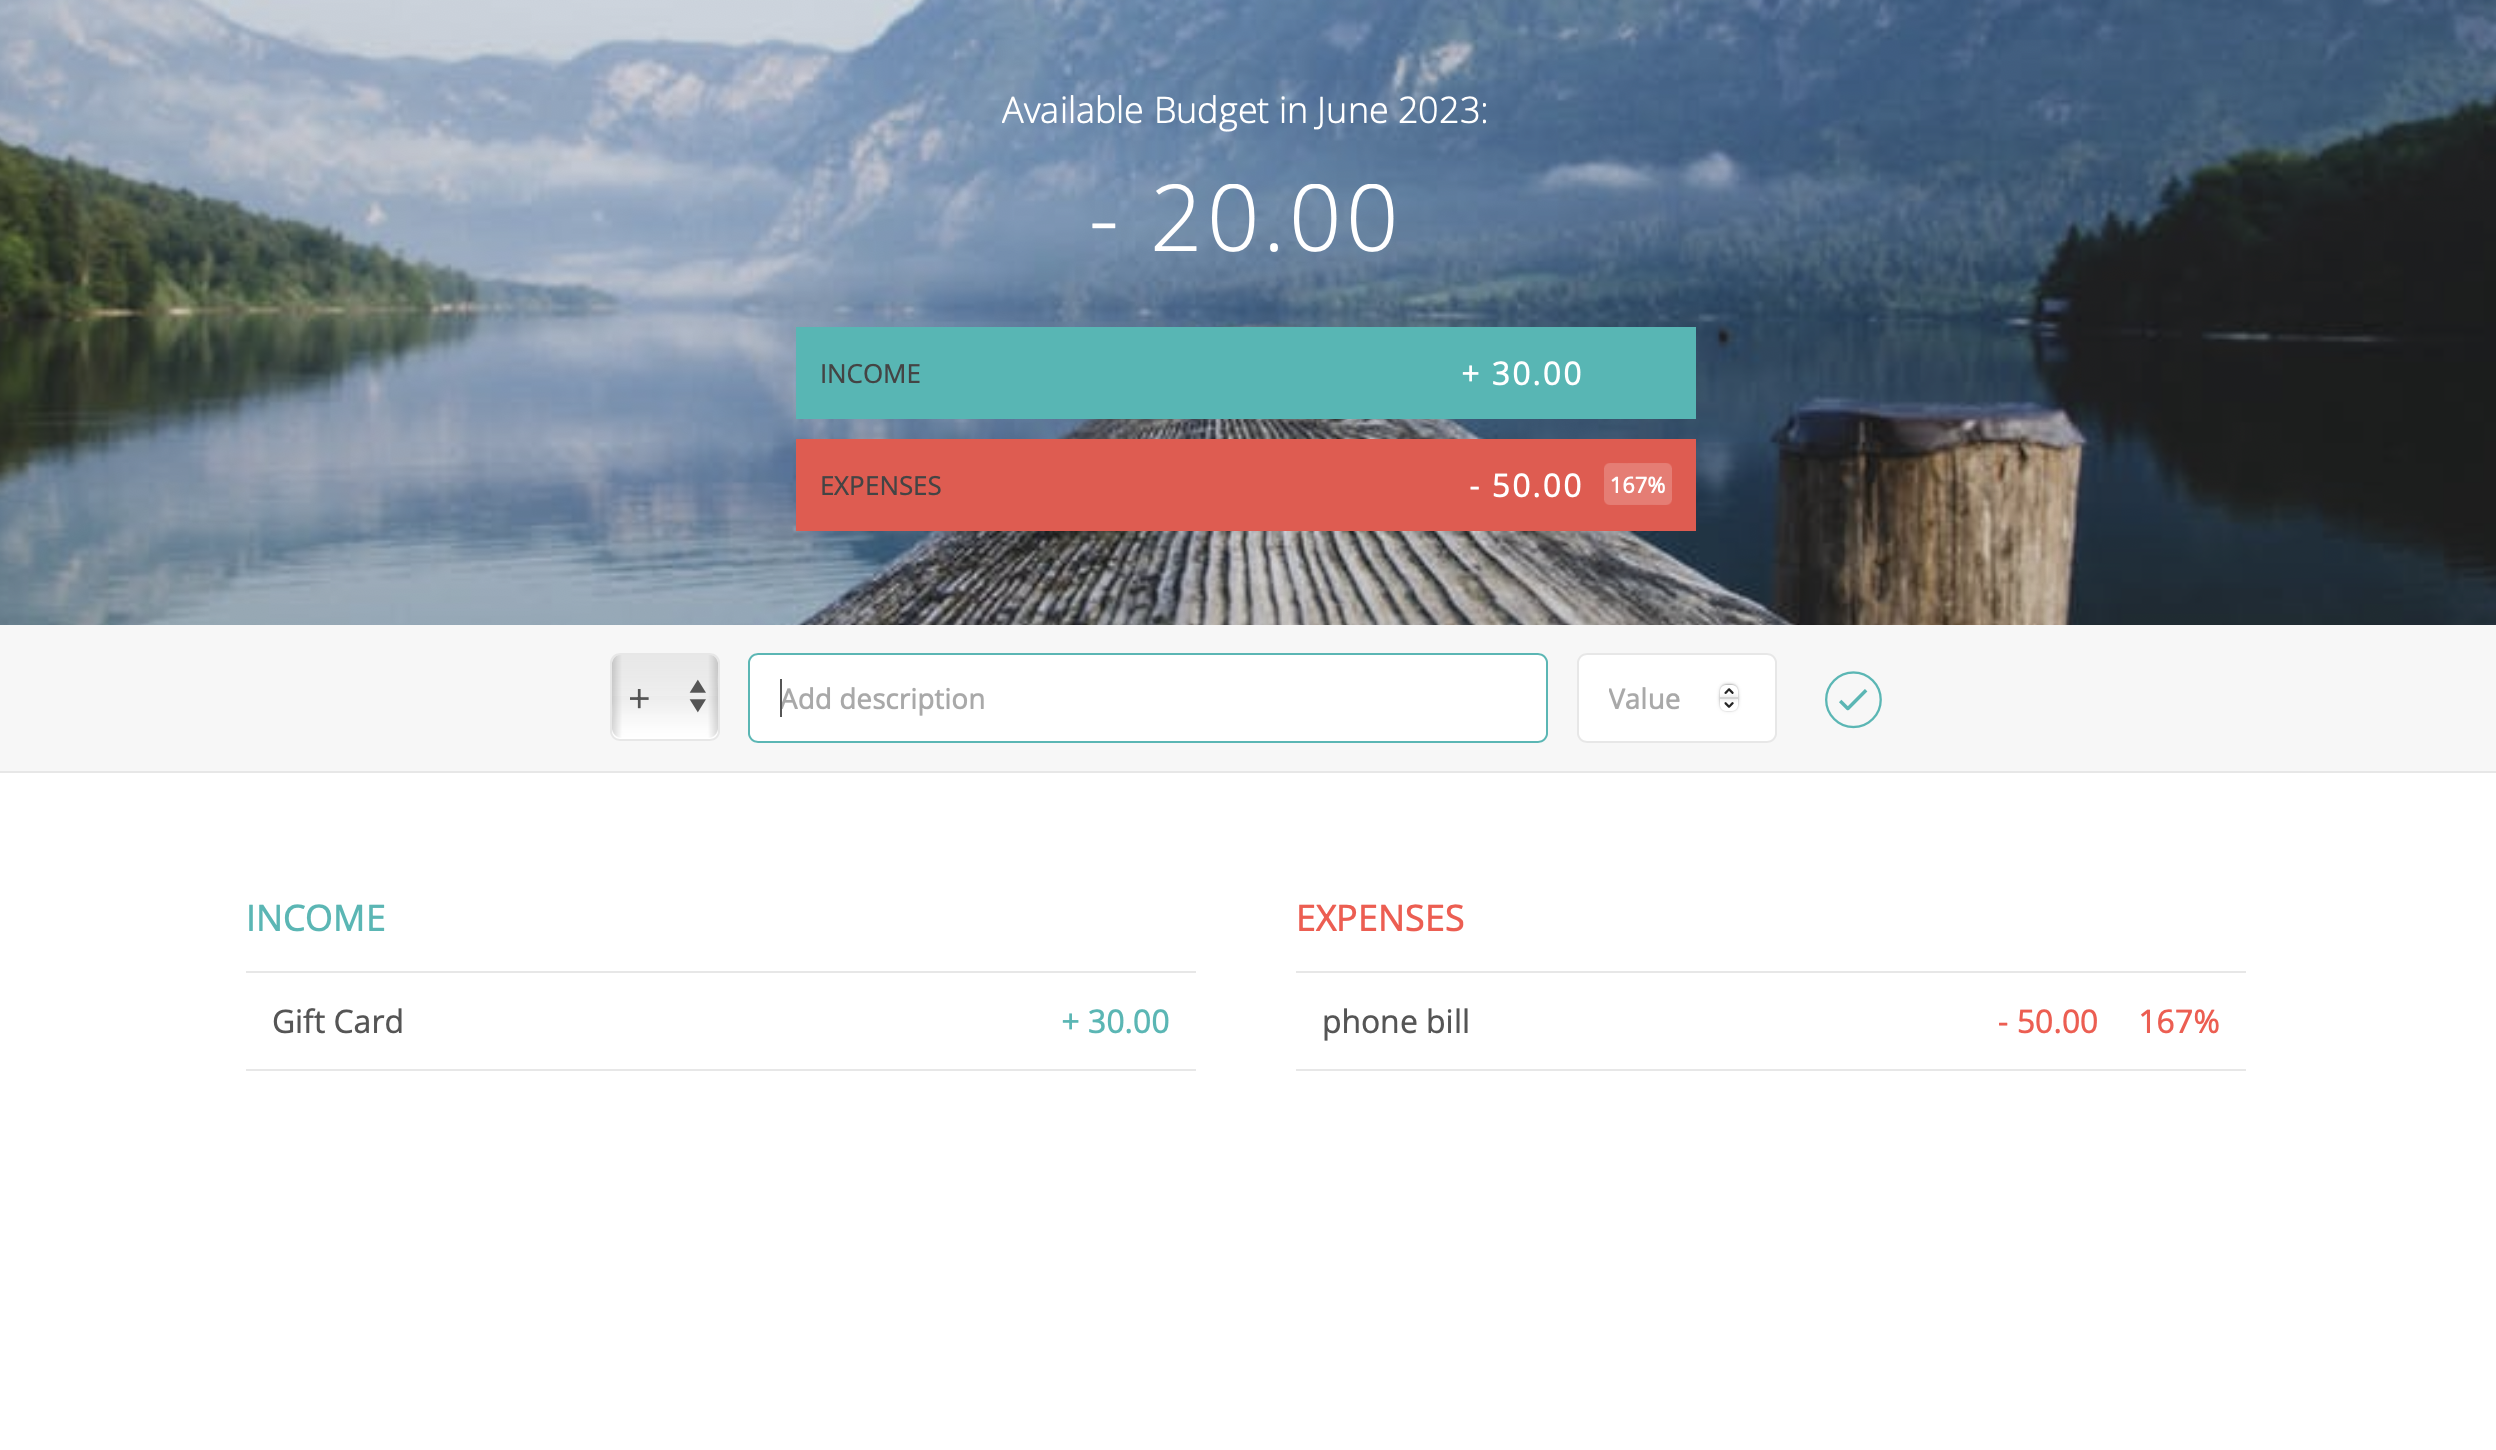 Available Budget in June 2023:
- 20.00
INCOME + 30.00
EXPENSES - 50.00 167%
+ Add description Value
INCOME
Gift Card + 30.00
EXPENSES
phone bill - 50.00 167%